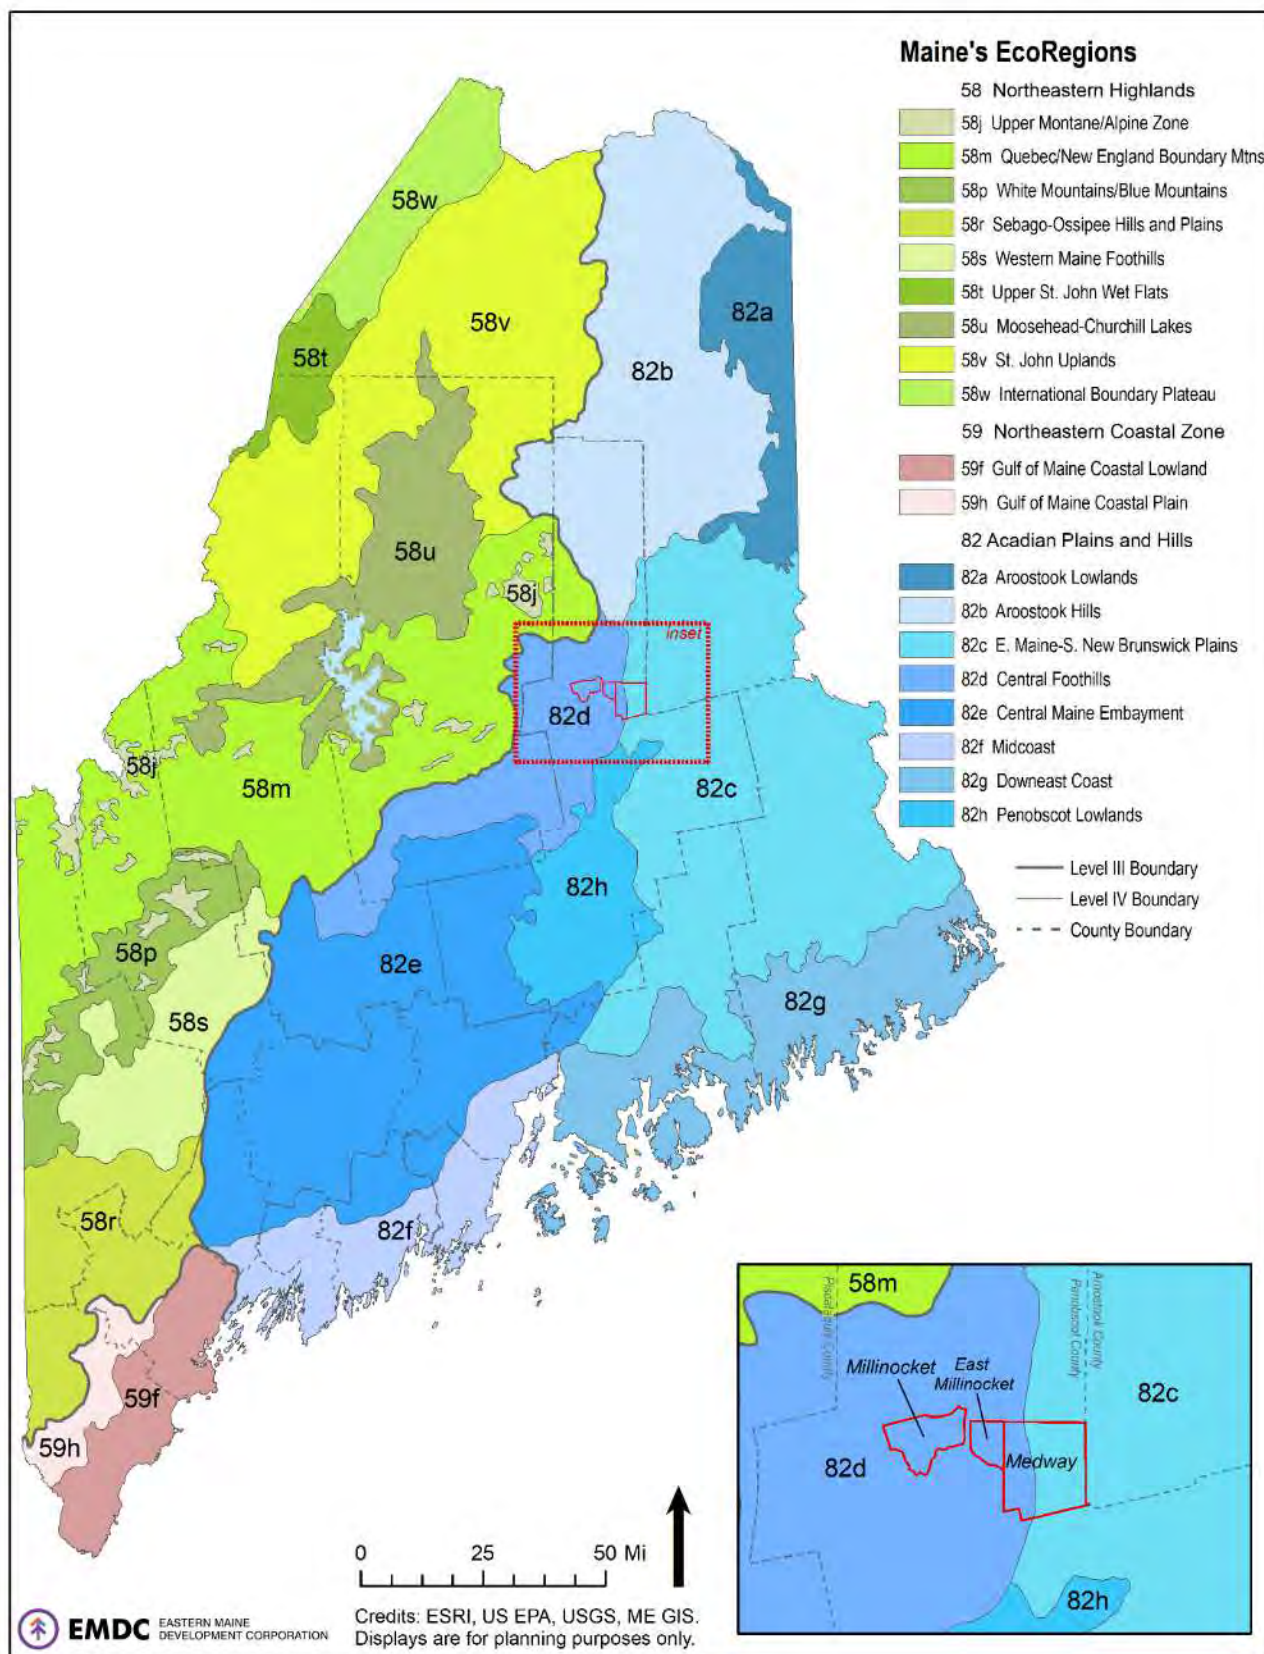 Maine's EcoRegions
58 Northeastern Highlands
58j Upper Montane/Alpine Zone
58m Quebec/New England Boundary Mtns
58p White Mountains/Blue Mountains
58r Sebago-Ossipee Hills and Plains
58s Western Maine Foothills
58t Upper St. John Wet Flats
58u Moosehead-Churchill Lakes
58v St. John Uplands
58w International Boundary Plateau
59 Northeastern Coastal Zone
59f Gulf of Maine Coastal Lowland
59h Gulf of Maine Coastal Plain
82 Acadian Plains and Hills
82a Aroostook Lowlands
82b Aroostook Hills
82c E. Maine-S. New Brunswick Plains
82d Central Foothills
82e Central Maine Embayment
82f Midcoast
82g Downeast Coast
82h Penobscot Lowlands
Level III Boundary
Level IV Boundary
County Boundary
58w
82a
58v
58t
82b
58u
58j
inset
82d
58j
58m
82c
82h
58p
82e
82g
58s
58r
82f
59f
59h
58m
Piscataquis County
Aroostook County
Penobscot County
Millinocket
East
Millinocket
82c
82d
Medway
82h
0 25 50 Mi
Credits: ESRI, US EPA, USGS, ME GIS.
Displays are for planning purposes only.
EMDC
EASTERN MAINE
DEVELOPMENT CORPORATION